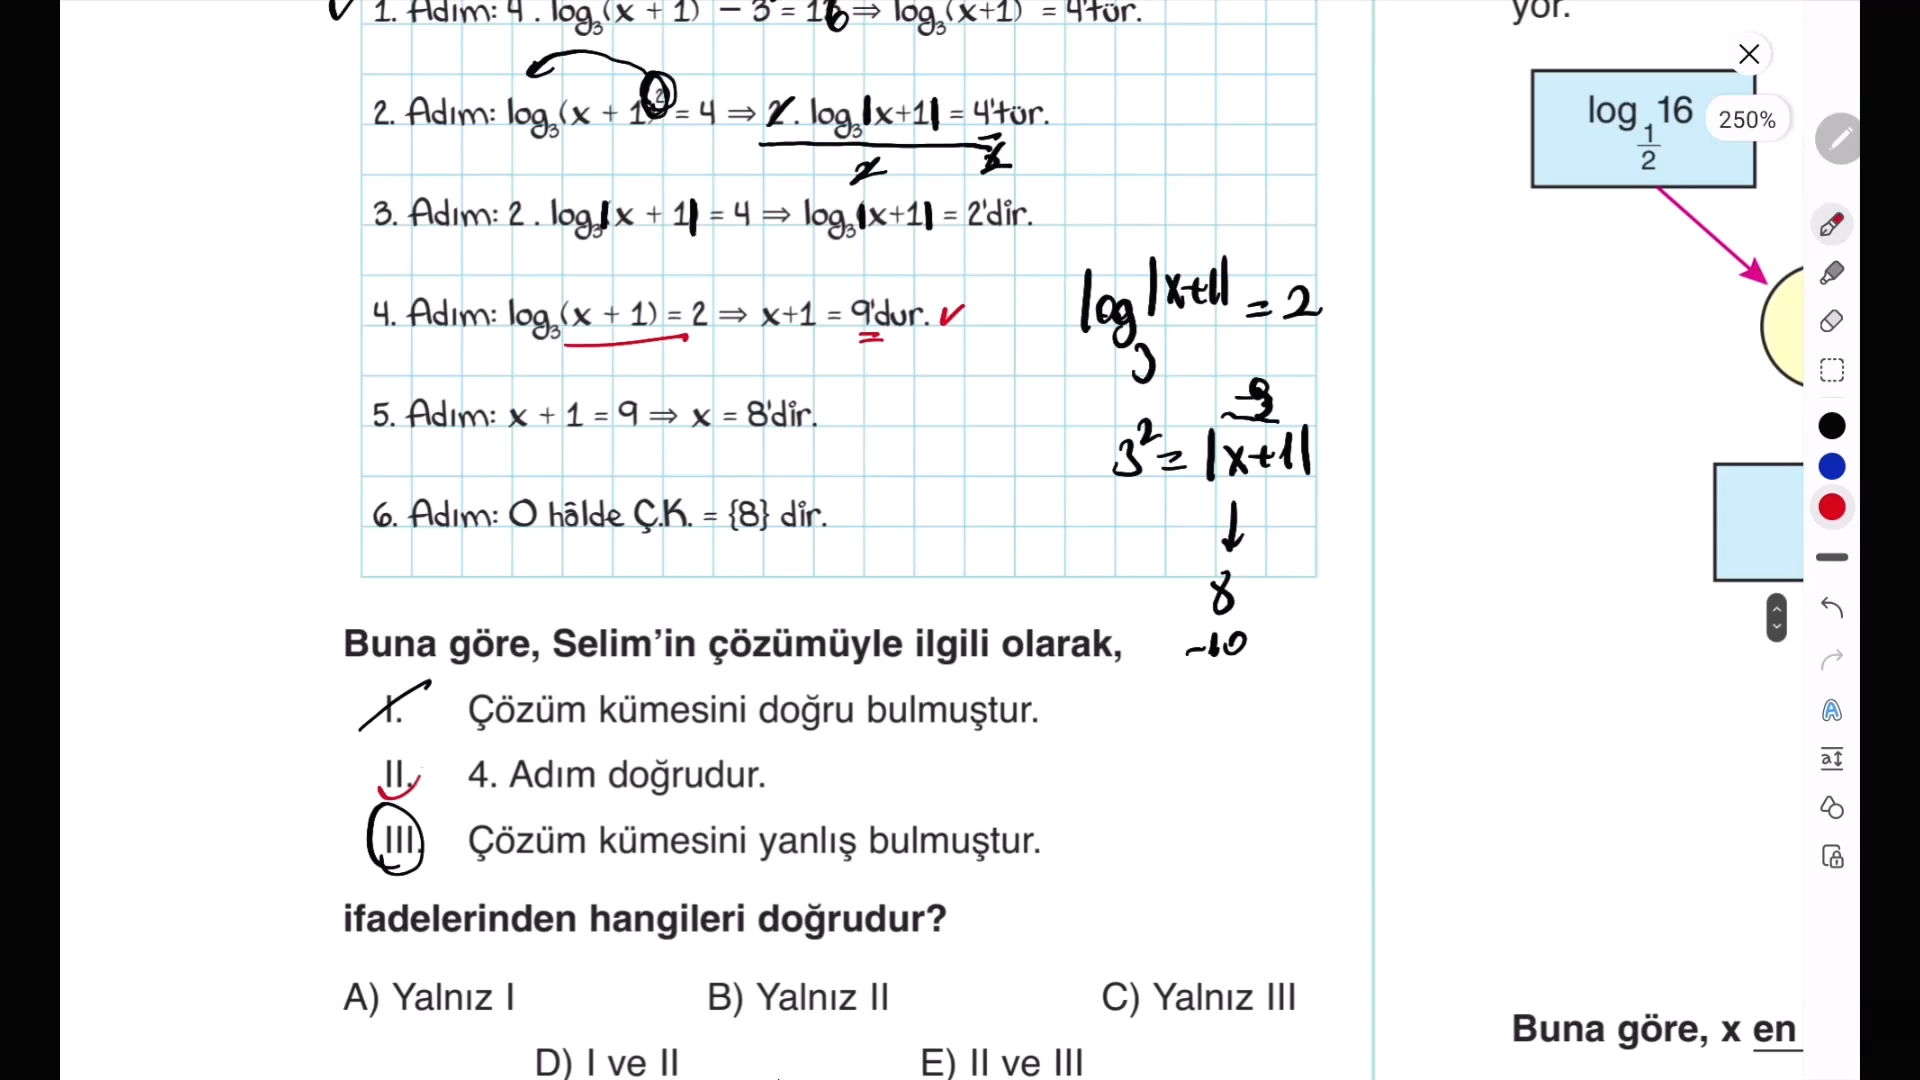 1. Adım: 4 . log₃(x + 1) − 3 = 16 ⇒ log₃(x+1) = 4'tür.
2. Adım: log₃(x + 1)² = 4 ⇒ 2 . log₃|x+1| = 4'tür.
2 2
3. Adım: 2 . log₃|x + 1| = 4 ⇒ log₃|x+1| = 2'dir.
4. Adım: log₃(x + 1) = 2 ⇒ x+1 = 9'dur. ✓
5. Adım: x + 1 = 9 ⇒ x = 8'dir.
6. Adım: O hâlde Ç.K. = {8} dir.
log₃|x+1| = 2
3² = |x+1|
↓
8
-10
Buna göre, Selim'in çözümüyle ilgili olarak,
I. Çözüm kümesini doğru bulmuştur.
II. 4. Adım doğrudur.
III. Çözüm kümesini yanlış bulmuştur.
ifadelerinden hangileri doğrudur?
A) Yalnız I B) Yalnız II C) Yalnız III
D) I ve II E) II ve III
yor.
log 1/2 16
250%
Buna göre, x en